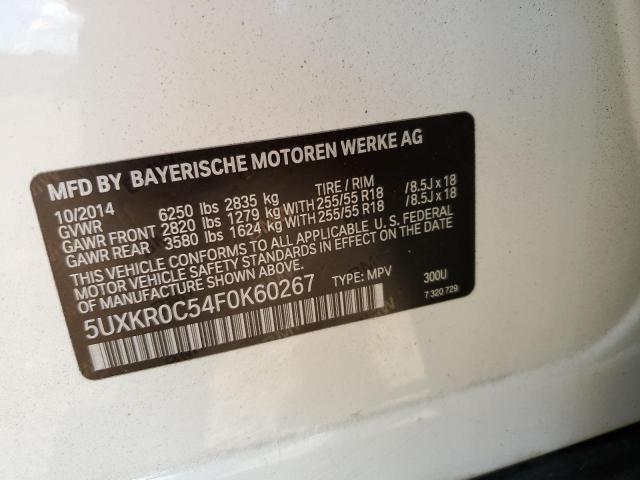 MFD BY BAYERISCHE MOTOREN WERKE AG
10/2014 TIRE / RIM
GVWR 6250 lbs 2835 kg
GAWR FRONT 2820 lbs 1279 kg WITH 255/55 R18 /8.5J x 18
GAWR REAR 3580 lbs 1624 kg WITH 255/55 R18 /8.5J x 18
THIS VEHICLE CONFORMS TO ALL APPLICABLE U.S. FEDERAL
MOTOR VEHICLE SAFETY STANDARDS IN EFFECT ON THE DATE
OF MANUFACTURE SHOWN ABOVE.
5UXKR0C54F0K60267 TYPE: MPV 300U
7 320 729